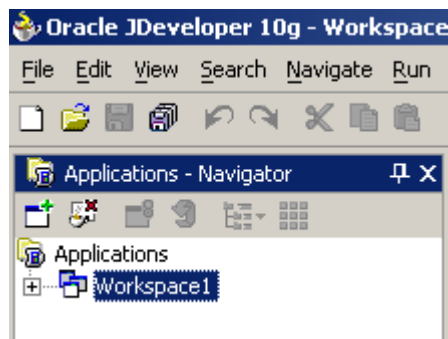 Oracle JDeveloper 10g - Workspace
File Edit View Search Navigate Run
Applications - Navigator
Applications
Workspace1